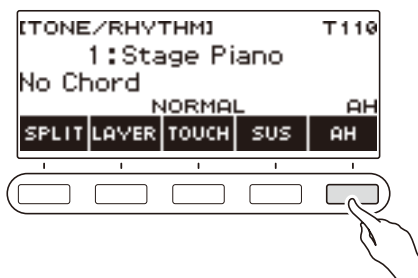 [TONE/RHYTHM] T110
1:Stage Piano
No Chord
NORMAL AH
SPLIT LAYER TOUCH SUS AH